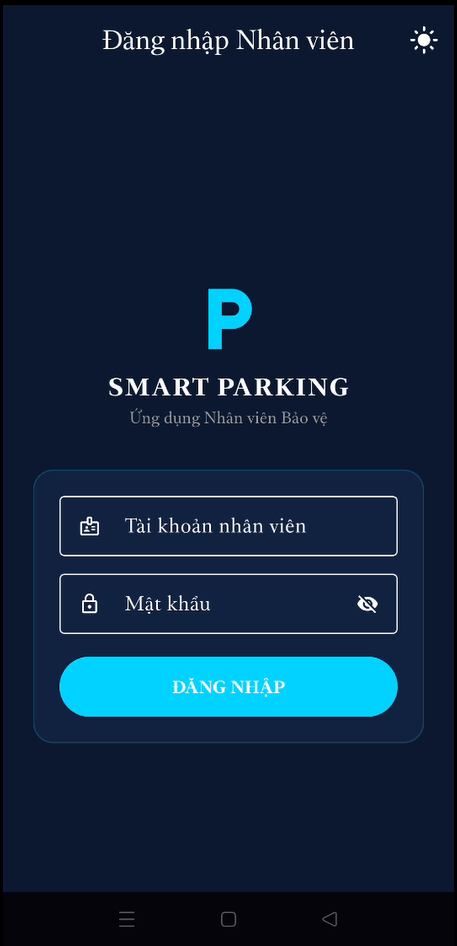 Đăng nhập Nhân viên
P
SMART PARKING
Ứng dụng Nhân viên Bảo vệ
Tài khoản nhân viên
Mật khẩu
ĐĂNG NHẬP